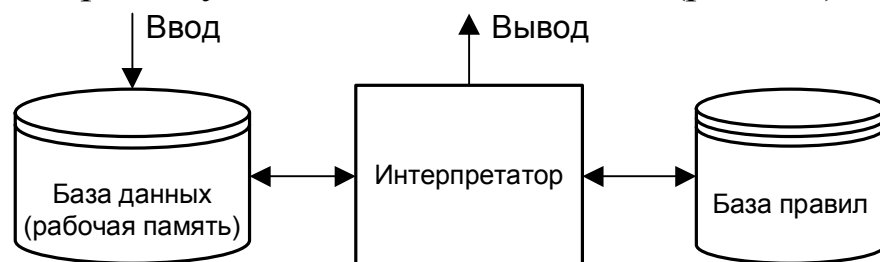 Ввод
Вывод
База данных
(рабочая память)
Интерпретатор
База правил